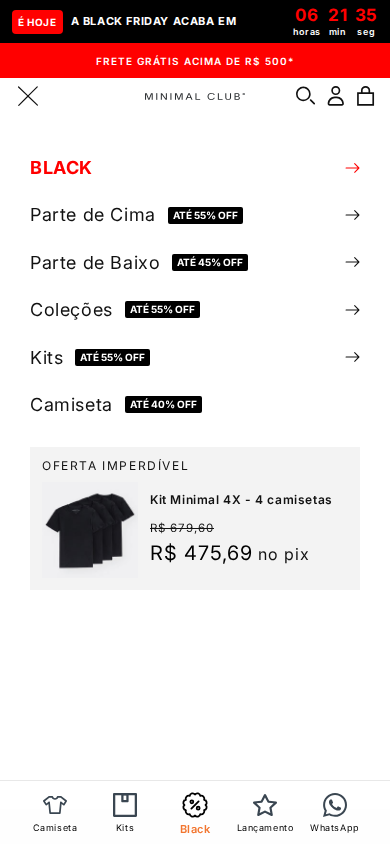 É HOJE A BLACK FRIDAY ACABA EM 06 21 35
horas min seg
FRETE GRÁTIS ACIMA DE R$ 500*
MINIMAL CLUB
BLACK
Parte de Cima ATÉ 55% OFF
Parte de Baixo ATÉ 45% OFF
Coleções ATÉ 55% OFF
Kits ATÉ 55% OFF
Camiseta ATÉ 40% OFF
OFERTA IMPERDÍVEL
Kit Minimal 4X - 4 camisetas
R$ 679,60
R$ 475,69 no pix
Camiseta Kits Black Lançamento WhatsApp